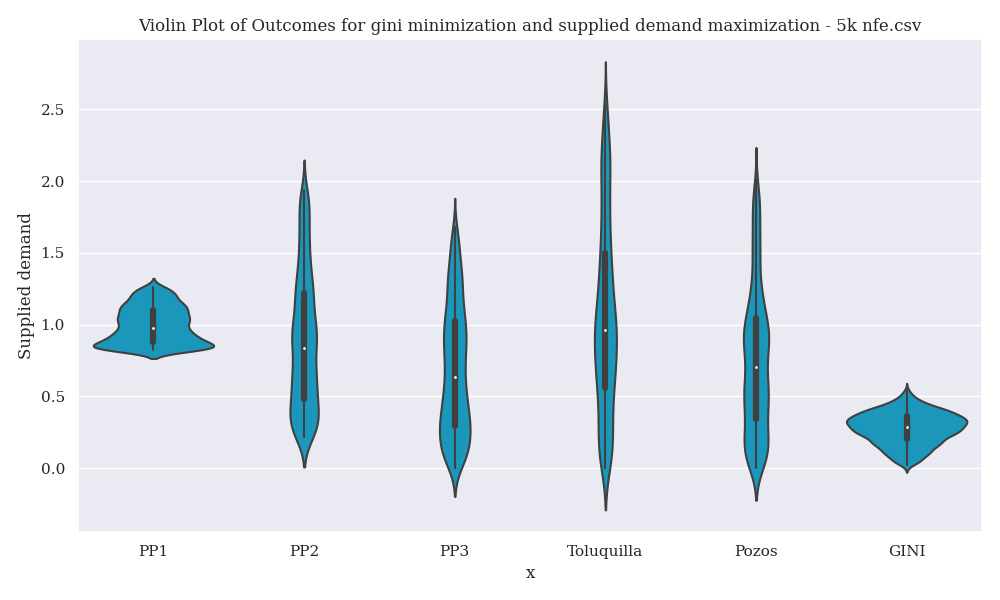 Violin Plot of Outcomes for gini minimization and supplied demand maximization - 5k nfe.csv
Supplied demand
2.5
2.0
1.5
1.0
0.5
0.0
PP1 PP2 PP3 Toluquilla Pozos GINI
x